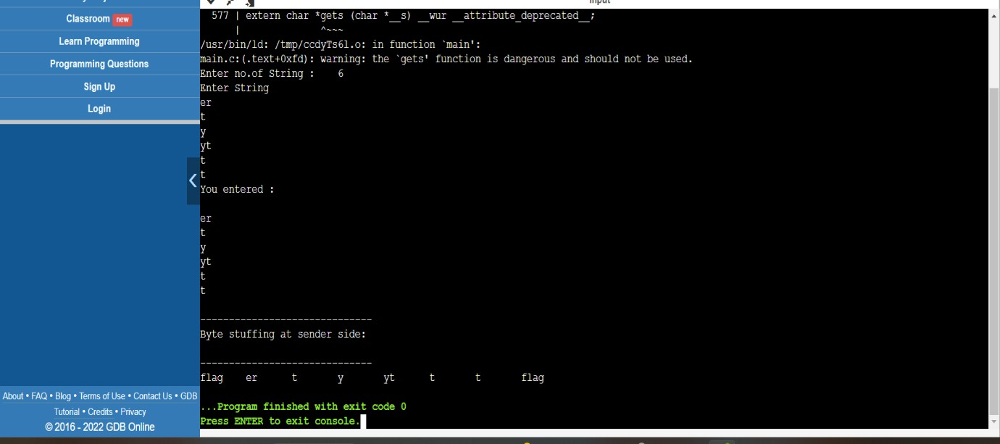 Classroom new
Learn Programming
Programming Questions
Sign Up
Login
About • FAQ • Blog • Terms of Use • Contact Us • GDB
Tutorial • Credits • Privacy
© 2016 - 2022 GDB Online
input
577 | extern char *gets (char *__s) __wur __attribute_deprecated__;
| ^~~~
/usr/bin/ld: /tmp/ccdyTs6l.o: in function `main':
main.c:(.text+0xfd): warning: the `gets' function is dangerous and should not be used.
Enter no.of String : 6
Enter String
er
t
y
yt
t
t
You entered :
er
t
y
yt
t
t
------------------------------
Byte stuffing at sender side:
------------------------------
flag er t y yt t t flag
...Program finished with exit code 0
Press ENTER to exit console.